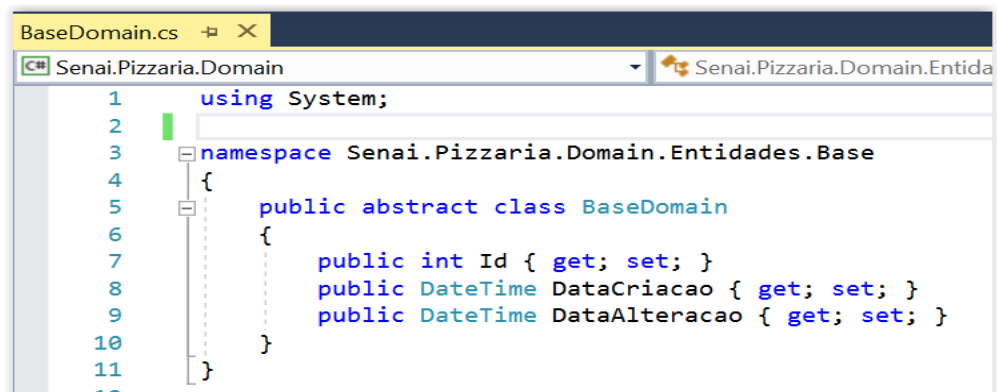 BaseDomain.cs
C# Senai.Pizzaria.Domain Senai.Pizzaria.Domain.Entida
1 using System;
2
3 namespace Senai.Pizzaria.Domain.Entidades.Base
4 {
5 public abstract class BaseDomain
6 {
7 public int Id { get; set; }
8 public DateTime DataCriacao { get; set; }
9 public DateTime DataAlteracao { get; set; }
10 }
11 }